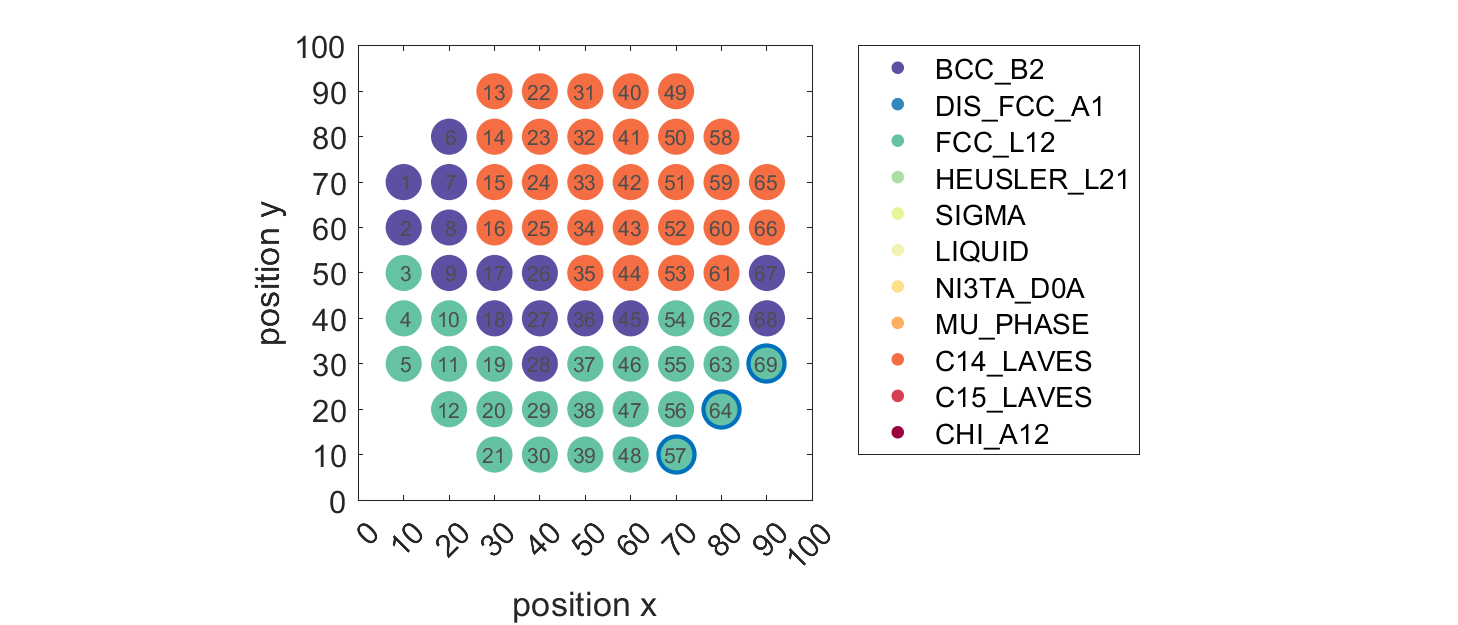 100
90 13 22 31 40 49
80 6 14 23 32 41 50 58
70 1 7 15 24 33 42 51 59 65
60 2 8 16 25 34 43 52 60 66
50 3 9 17 26 35 44 53 61 67
40 4 10 18 27 36 45 54 62 68
30 5 11 19 28 37 46 55 63 69
20 12 20 29 38 47 56 64
10 21 30 39 48 57
0
0 10 20 30 40 50 60 70 80 90 100
position x
position y
BCC_B2
DIS_FCC_A1
FCC_L12
HEUSLER_L21
SIGMA
LIQUID
NI3TA_D0A
MU_PHASE
C14_LAVES
C15_LAVES
CHI_A12